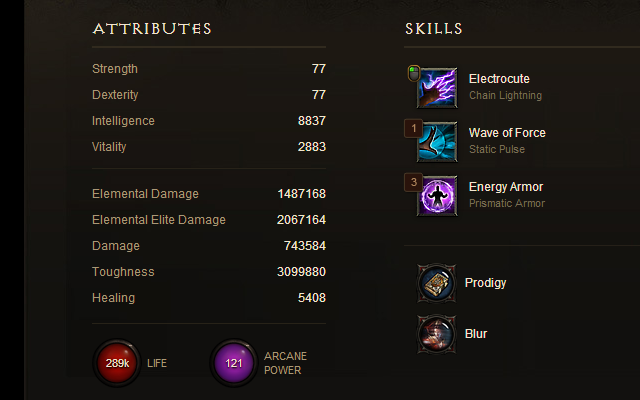 ATTRIBUTES
Strength 77
Dexterity 77
Intelligence 8837
Vitality 2883
Elemental Damage 1487168
Elemental Elite Damage 2067164
Damage 743584
Toughness 3099880
Healing 5408
289k LIFE
121 ARCANE
POWER
SKILLS
Electrocute
Chain Lightning
1 Wave of Force
Static Pulse
3 Energy Armor
Prismatic Armor
Prodigy
Blur